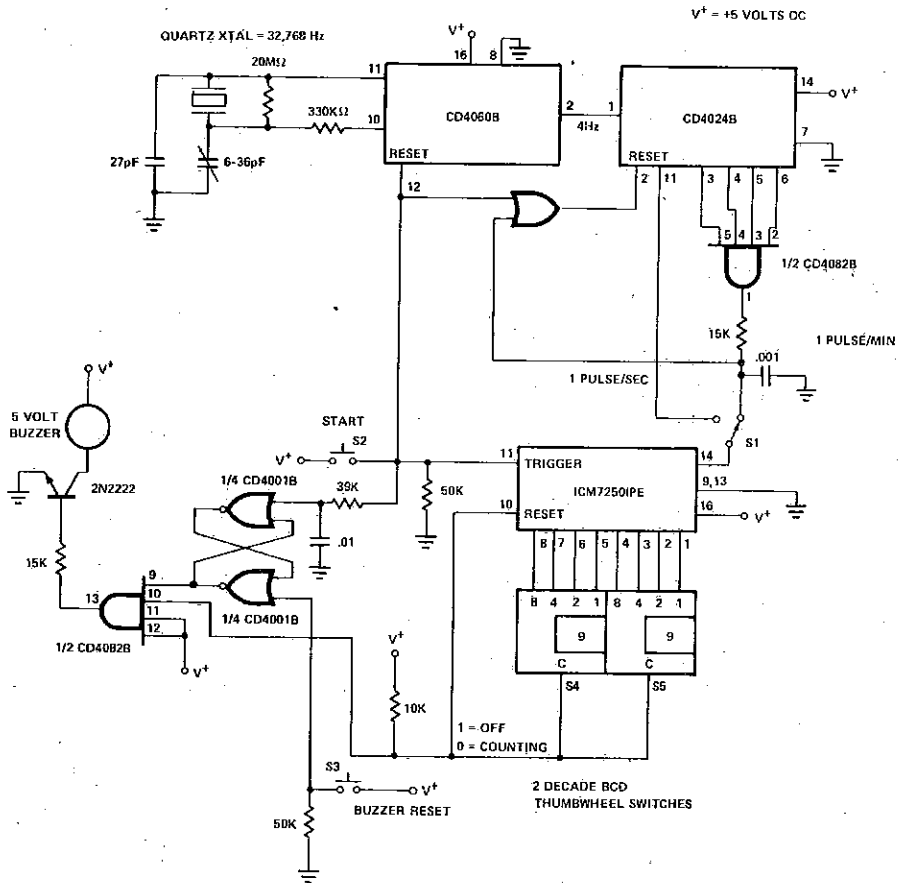 V+ = +5 VOLTS DC
QUARTZ XTAL = 32,768 Hz
20MΩ
330KΩ
27pF
6-36pF
V+
16
8
11
10
CD4060B
RESET
12
2
4Hz
1
CD4024B
RESET
14
V+
7
2
11
3
4
5
6
5
4
3
2
1/2 CD4082B
1
15K
1 PULSE/MIN
.001
1 PULSE/SEC
S1
V+
5 VOLT
BUZZER
2N2222
15K
START
V+
S2
1/4 CD4001B
39K
.01
50K
1/4 CD4001B
11
TRIGGER
10
RESET
ICM7250IPE
14
9,13
16
V+
8
7
6
5
4
3
2
1
8
4
2
1
8
4
2
1
9
9
C
C
S4
S5
13
9
10
11
12
1/2 CD4082B
V+
V+
10K
1 = OFF
0 = COUNTING
S3
V+
BUZZER RESET
50K
2 DECADE BCD
THUMBWHEEL SWITCHES